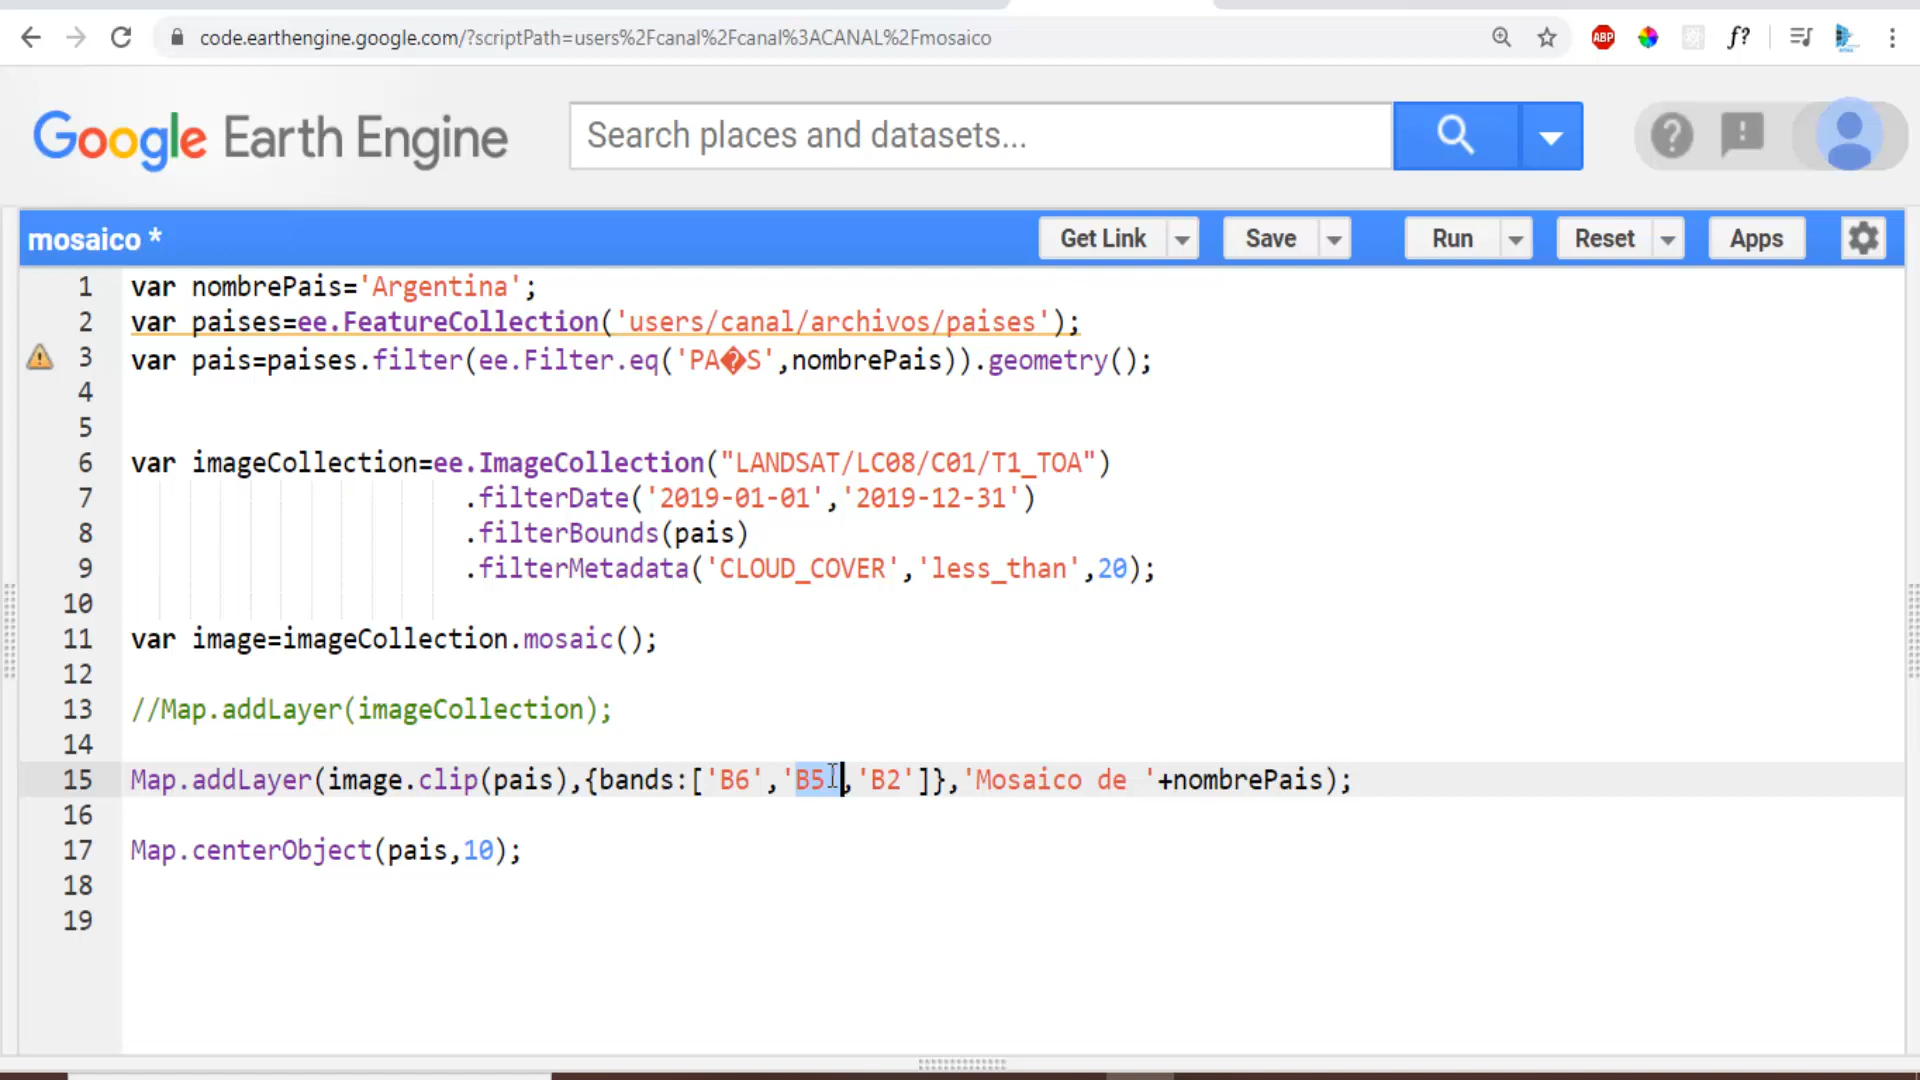 code.earthengine.google.com/?scriptPath=users%2Fcanal%2Fcanal%3ACANAL%2Fmosaico
ABP
f?
Google Earth Engine
Search places and datasets...
mosaico *
Get Link
Save
Run
Reset
Apps
1 var nombrePais='Argentina';
2 var paises=ee.FeatureCollection('users/canal/archivos/paises');
3 var pais=paises.filter(ee.Filter.eq('PA�S',nombrePais)).geometry();
4
5
6 var imageCollection=ee.ImageCollection("LANDSAT/LC08/C01/T1_TOA")
7 .filterDate('2019-01-01','2019-12-31')
8 .filterBounds(pais)
9 .filterMetadata('CLOUD_COVER','less_than',20);
10
11 var image=imageCollection.mosaic();
12
13 //Map.addLayer(imageCollection);
14
15 Map.addLayer(image.clip(pais),{bands:['B6','B5','B2']},'Mosaico de '+nombrePais);
16
17 Map.centerObject(pais,10);
18
19